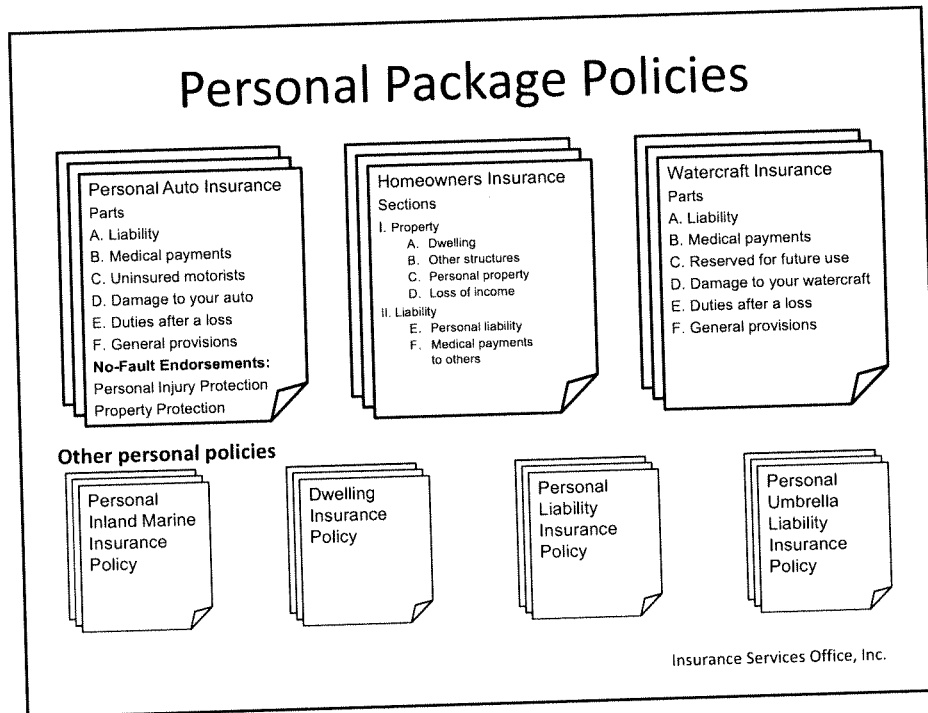 Personal Package Policies
Personal Auto Insurance
Parts
A. Liability
B. Medical payments
C. Uninsured motorists
D. Damage to your auto
E. Duties after a loss
F. General provisions
No-Fault Endorsements:
Personal Injury Protection
Property Protection
Homeowners Insurance
Sections
I. Property
A. Dwelling
B. Other structures
C. Personal property
D. Loss of income
II. Liability
E. Personal liability
F. Medical payments
to others
Watercraft Insurance
Parts
A. Liability
B. Medical payments
C. Reserved for future use
D. Damage to your watercraft
E. Duties after a loss
F. General provisions
Other personal policies
Personal
Inland Marine
Insurance
Policy
Dwelling
Insurance
Policy
Personal
Liability
Insurance
Policy
Personal
Umbrella
Liability
Insurance
Policy
Insurance Services Office, Inc.